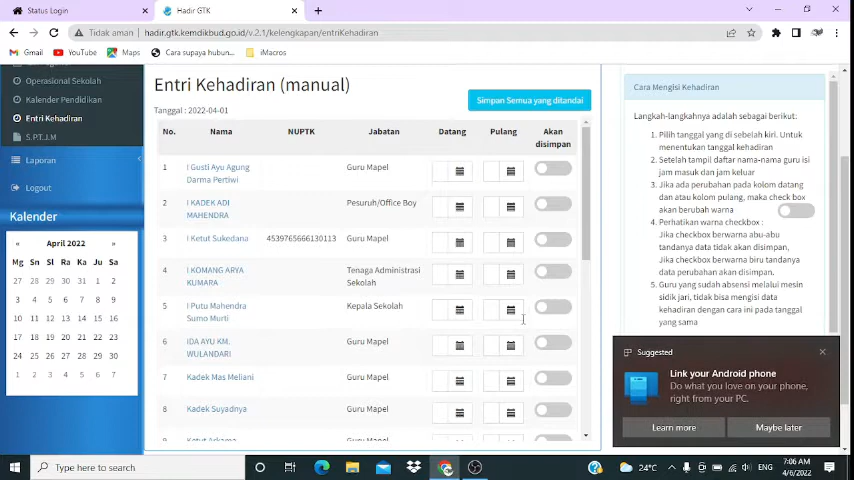 Status Login
Hadir GTK
Tidak aman
hadir.gtk.kemdikbud.go.id/v.2.1/kelengkapan/entriKehadiran
Gmail
YouTube
Maps
Cara supaya hubun...
iMacros
Operasional Sekolah
Kalender Pendidikan
Entri Kehadiran
S.P.T.J.M
Laporan
Logout
Kalender
« April 2022 »
Mg Sn Sl Ra Ka Ju Sa
27 28 29 30 31 1 2
3 4 5 6 7 8 9
10 11 12 13 14 15 16
17 18 19 20 21 22 23
24 25 26 27 28 29 30
1 2 3 4 5 6 7
Entri Kehadiran (manual)
Tanggal : 2022-04-01
Simpan Semua yang ditandai
No. Nama NUPTK Jabatan Datang Pulang Akan disimpan
1 I Gusti Ayu Agung Darma Pertiwi Guru Mapel
2 I KADEK ADI MAHENDRA Pesuruh/Office Boy
3 I Ketut Sukedana 4539765666130113 Guru Mapel
4 I KOMANG ARYA KUMARA Tenaga Administrasi Sekolah
5 I Putu Mahendra Sumo Murti Kepala Sekolah
6 IDA AYU KM. WULANDARI Guru Mapel
7 Kadek Mas Meliani Guru Mapel
8 Kadek Suyadnya Guru Mapel
Cara Mengisi Kehadiran
Langkah-langkahnya adalah sebagai berikut:
1. Pilih tanggal yang di sebelah kiri. Untuk
menentukan tanggal kehadiran
2. Setelah tampil daftar nama-nama guru isi
jam masuk dan jam keluar
3. Jika ada perubahan pada kolom datang
dan atau kolom pulang, maka check box
akan berubah warna
4. Perhatikan warna checkbox :
Jika checkbox berwarna abu-abu
tandanya data tidak akan disimpan,
Jika checkbox berwarna biru tandanya
data perubahan akan disimpan.
5. Guru yang sudah absensi melalui mesin
sidik jari, tidak bisa mengisi data
kehadiran dengan cara ini pada tanggal
yang sama
Suggested
Link your Android phone
Do what you love on your phone,
right from your PC.
Learn more
Maybe later
Type here to search
24°C
ENG
7:06 AM
4/6/2022